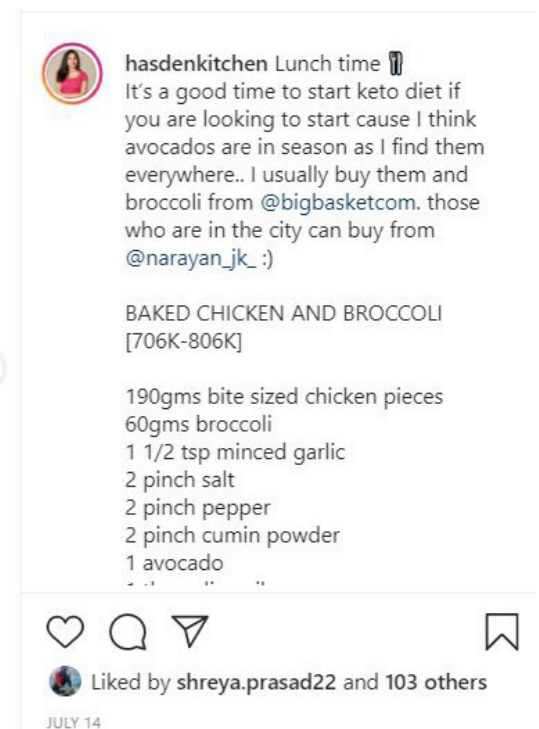 hasdenkitchen Lunch time 🍽
It's a good time to start keto diet if
you are looking to start cause I think
avocados are in season as I find them
everywhere.. I usually buy them and
broccoli from @bigbasketcom. those
who are in the city can buy from
@narayan_jk_ :)
BAKED CHICKEN AND BROCCOLI
[706K-806K]
190gms bite sized chicken pieces
60gms broccoli
1 1/2 tsp minced garlic
2 pinch salt
2 pinch pepper
2 pinch cumin powder
1 avocado
Liked by shreya.prasad22 and 103 others
JULY 14